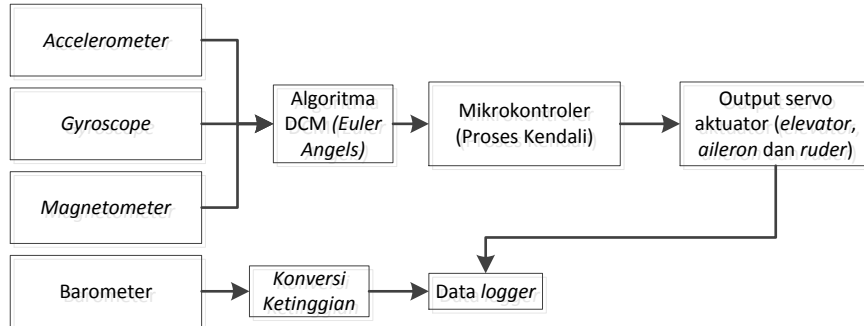 Accelerometer
Gyroscope
Magnetometer
Barometer
Algoritma
DCM (Euler
Angels)
Mikrokontroler
(Proses Kendali)
Output servo
aktuator (elevator,
aileron dan ruder)
Konversi
Ketinggian
Data logger